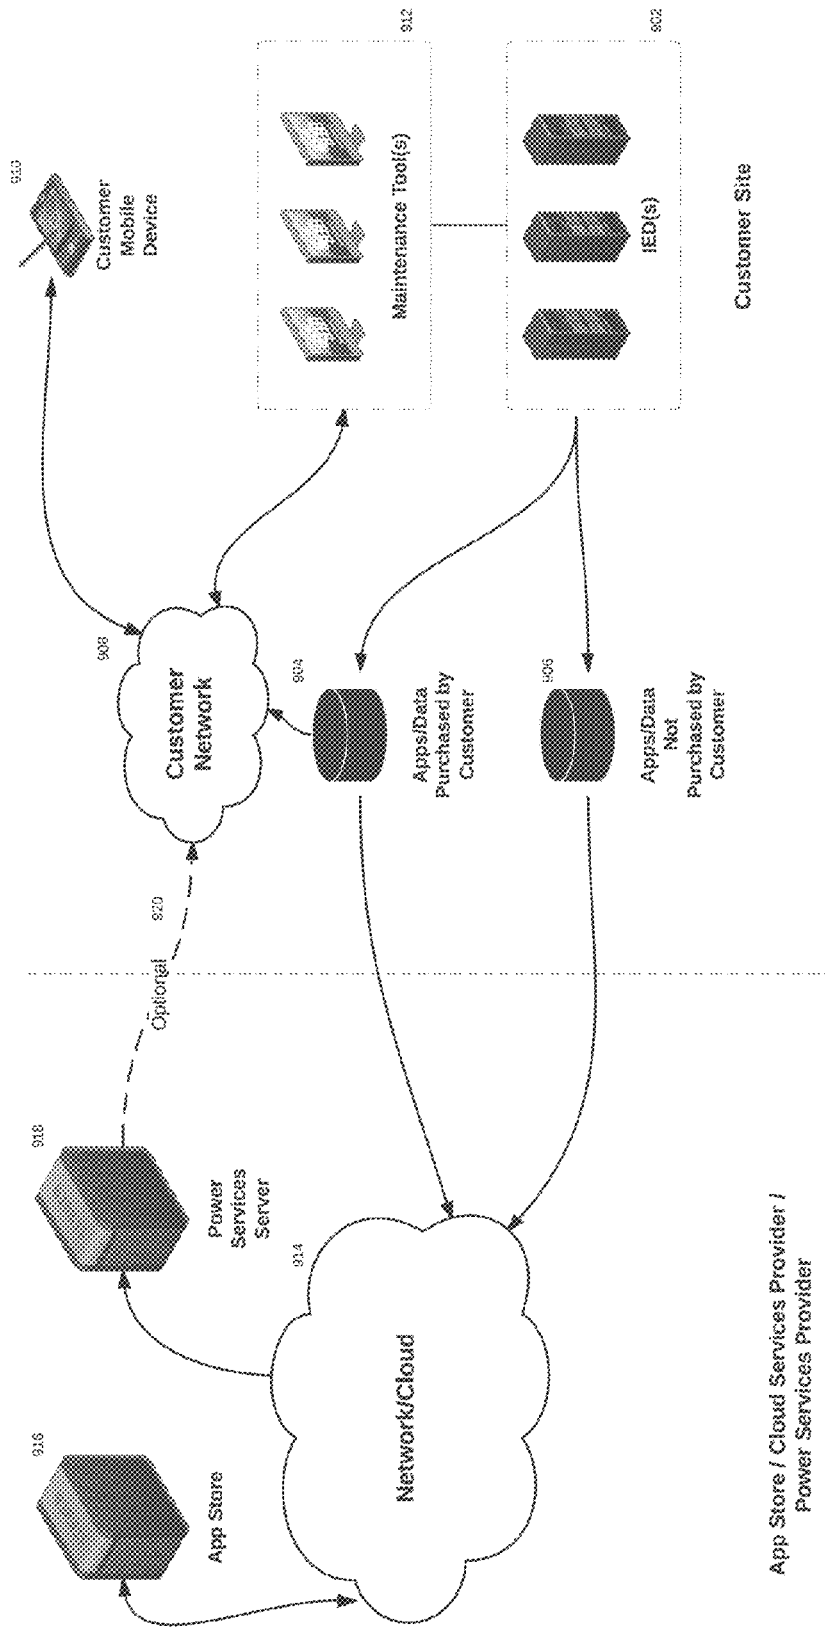 916
App Store
918
Power
Services
Server
Optional
920
908
Customer
Network
910
Customer
Mobile
Device
914
Network/Cloud
904
Apps/Data
Purchased by
Customer
906
Apps/Data
Not
Purchased by
Customer
912
Maintenance Tool(s)
902
IED(s)
App Store / Cloud Services Provider /
Power Services Provider
Customer Site